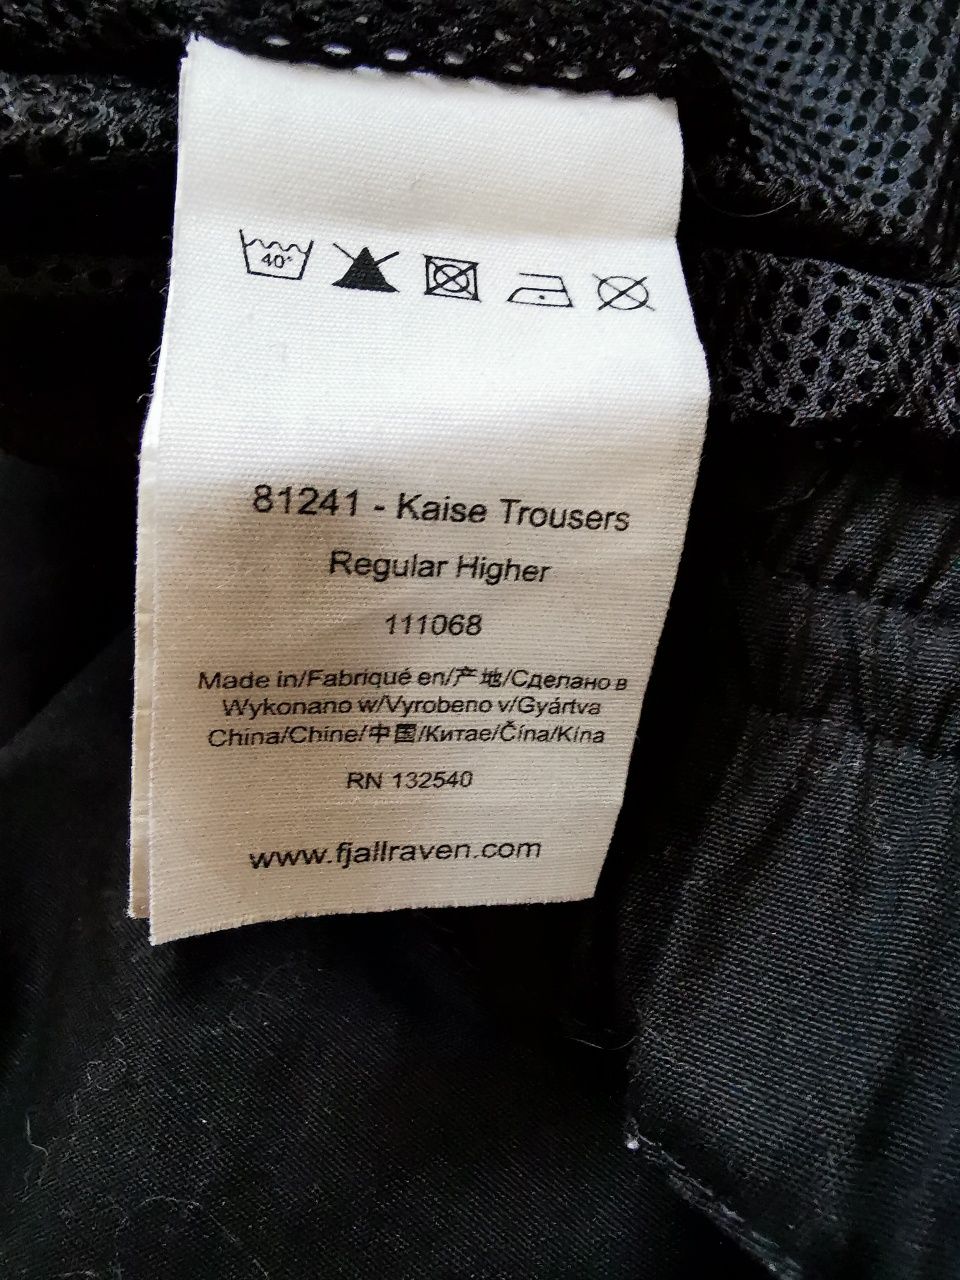 40°
81241 - Kaise Trousers
Regular Higher
111068
Made in/Fabriqué en/产地/Сделано в
Wykonano w/Vyrobeno v/Gyártva
China/Chine/中国/Китае/Čína/Kína
RN 132540
www.fjallraven.com